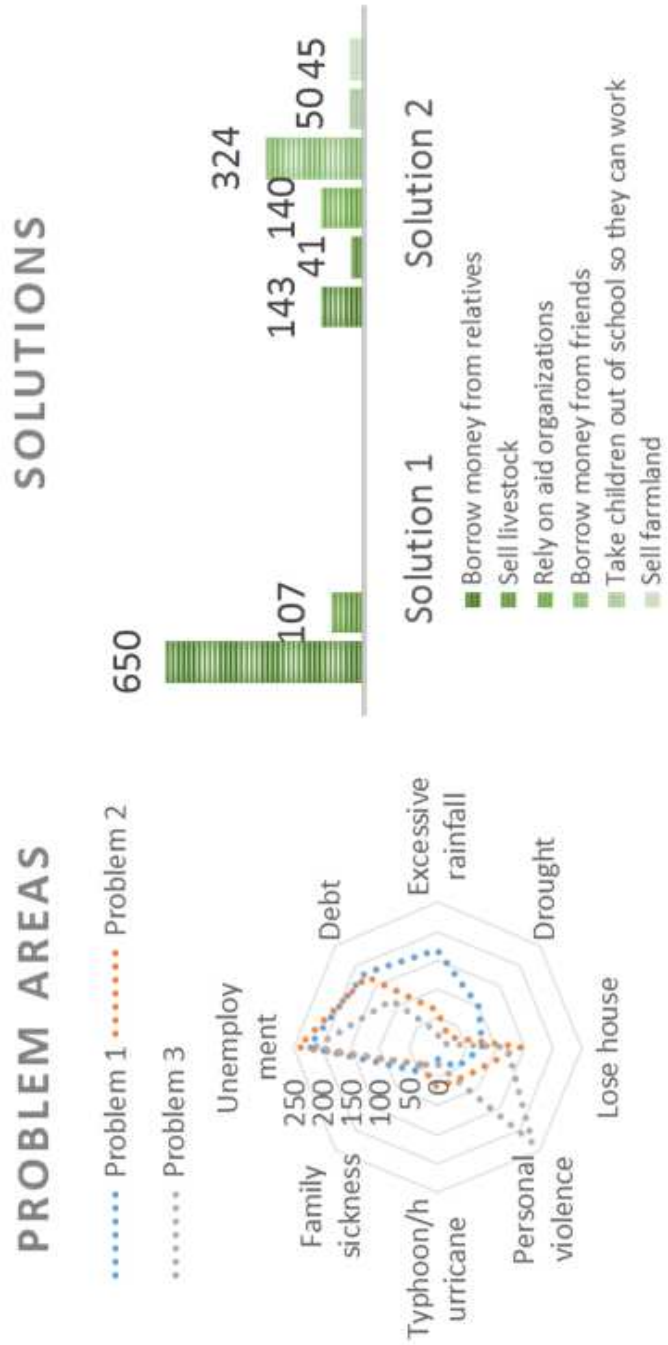 PROBLEM AREAS
Problem 1
Problem 2
Problem 3
Unemploy
ment
Debt
Excessive
rainfall
Drought
Lose house
Personal
violence
Typhoon/h
urricane
Family
sickness
250
200
150
100
50
0
SOLUTIONS
650
107
143
41
140
324
50
45
Solution 1
Solution 2
Borrow money from relatives
Sell livestock
Rely on aid organizations
Borrow money from friends
Take children out of school so they can work
Sell farmland